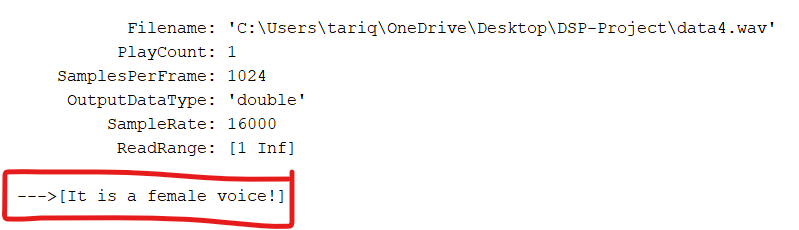 Filename: 'C:\Users\tariq\OneDrive\Desktop\DSP-Project\data4.wav'
PlayCount: 1
SamplesPerFrame: 1024
OutputDataType: 'double'
SampleRate: 16000
ReadRange: [1 Inf]
--->[It is a female voice!]